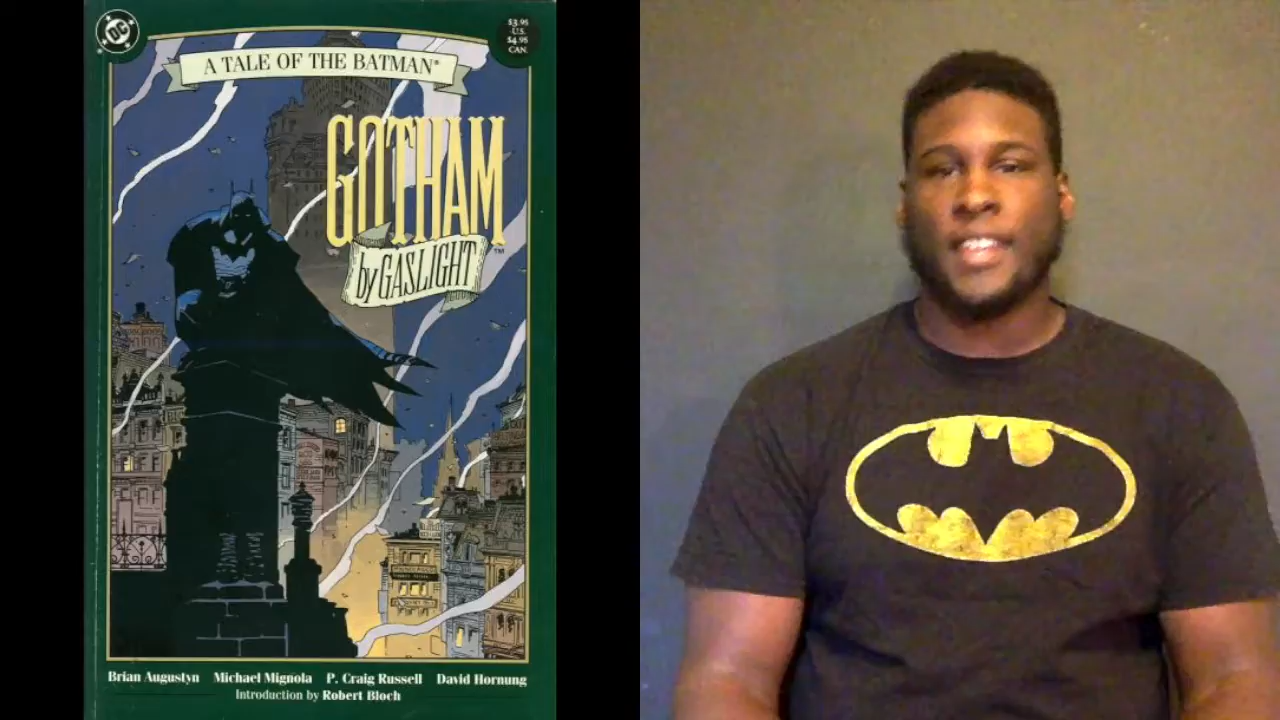 DC
$3.95
U.S.
$4.95
CAN.
A TALE OF THE BATMAN®
GOTHAM™
by GASLIGHT
Brian Augustyn Michael Mignola P. Craig Russell David Hornung
Introduction by Robert Bloch